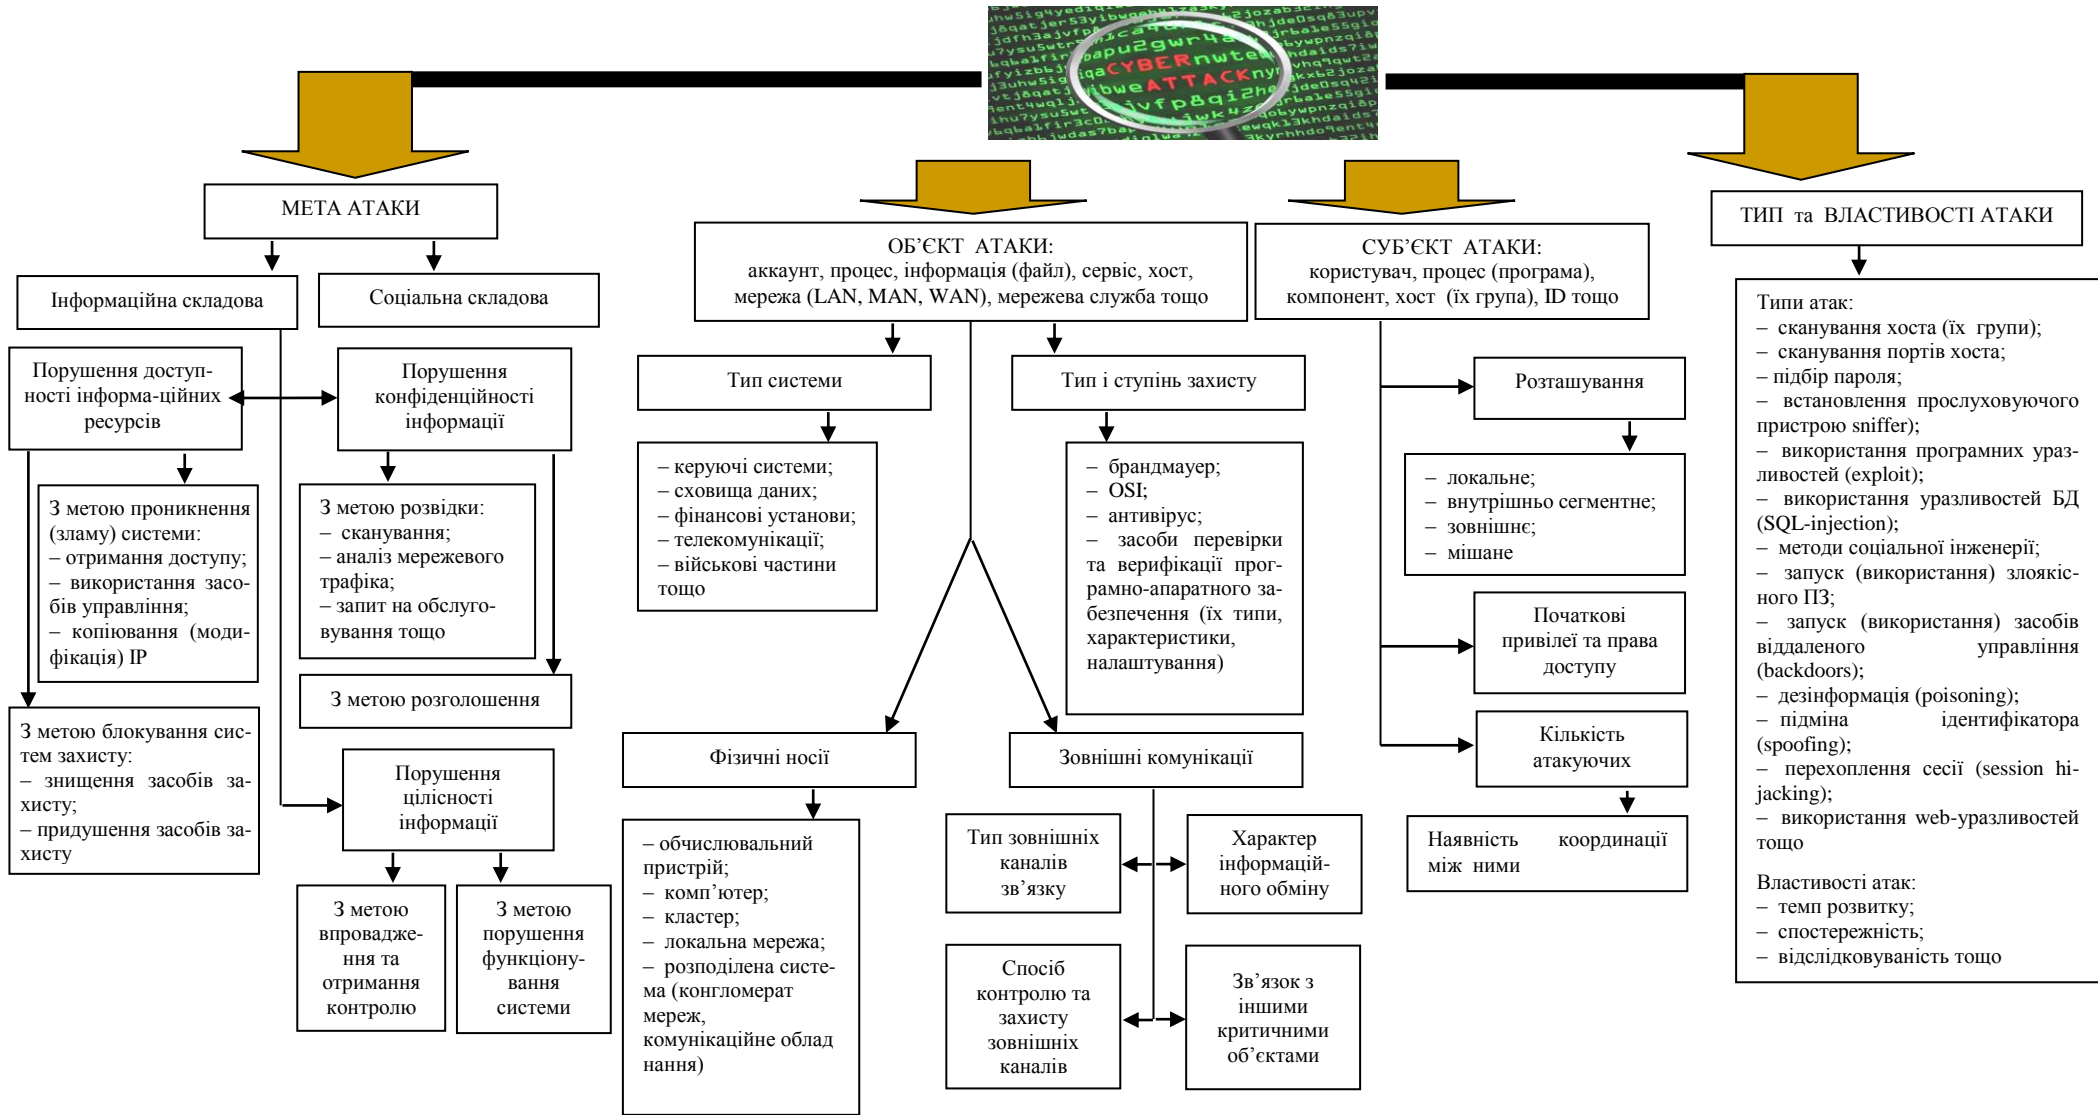 CYBER
ATTACK
МЕТА АТАКИ
Інформаційна складова
Соціальна складова
Порушення доступ-
ності інформа-ційних
ресурсів
Порушення
конфіденційності
інформації
З метою проникнення
(зламу) системи:
– отримання доступу;
– використання засо-
бів управління;
– копіювання (моди-
фікація) ІР
З метою розвідки:
– сканування;
– аналіз мережевого
трафіка;
– запит на обслуго-
вування тощо
З метою розголошення
З метою блокування сис-
тем захисту:
– знищення засобів за-
хисту;
– придушення засобів за-
хисту
Порушення
цілісності
інформації
З метою
впровадже-
ення та
отримання
контролю
З метою
порушення
функціону-
вання
системи
ОБ’ЄКТ АТАКИ:
аккаунт, процес, інформація (файл), сервіс, хост,
мережа (LAN, MAN, WAN), мережева служба тощо
Тип системи
– керуючі системи;
– сховища даних;
– фінансові установи;
– телекомунікації;
– військові частини
тощо
Тип і ступінь захисту
– брандмауер;
– OSI;
– антивірус;
– засоби перевірки
та верифікації прог-
рамно-апаратного за-
безпечення (їх типи,
характеристики,
налаштування)
Фізичні носії
– обчислювальний
пристрій;
– комп’ютер;
– кластер;
– локальна мережа;
– розподілена систе-
ма (конгломерат
мереж,
комунікаційне облад
нання)
Зовнішні комунікації
Тип зовнішніх
каналів
зв’язку
Характер
інформацій-
ного обміну
Спосіб
контролю та
захисту
зовнішніх
каналів
Зв’язок з
іншими
критичними
об’єктами
СУБ’ЄКТ АТАКИ:
користувач, процес (програма),
компонент, хост (їх група), ID тощо
Розташування
– локальне;
– внутрішньо сегментне;
– зовнішнє;
– мішане
Початкові
привілеї та права
доступу
Кількість
атакуючих
Наявність координації
між ними
ТИП та ВЛАСТИВОСТІ АТАКИ
Типи атак:
– сканування хоста (їх групи);
– сканування портів хоста;
– підбір пароля;
– встановлення прослуховуючого
пристрою sniffer);
– використання програмних ураз-
ливостей (exploit);
– використання уразливостей БД
(SQL-injection);
– методи соціальної інженерії;
– запуск (використання) злоякіс-
ного ПЗ;
– запуск (використання) засобів
віддаленого управління
(backdoors);
– дезінформація (poisoning);
– підміна ідентифікатора
(spoofing);
– перехоплення сесії (session hi-
jacking);
– використання web-уразливостей
тощо
Властивості атак:
– темп розвитку;
– спостережність;
– відслідковуваність тощо